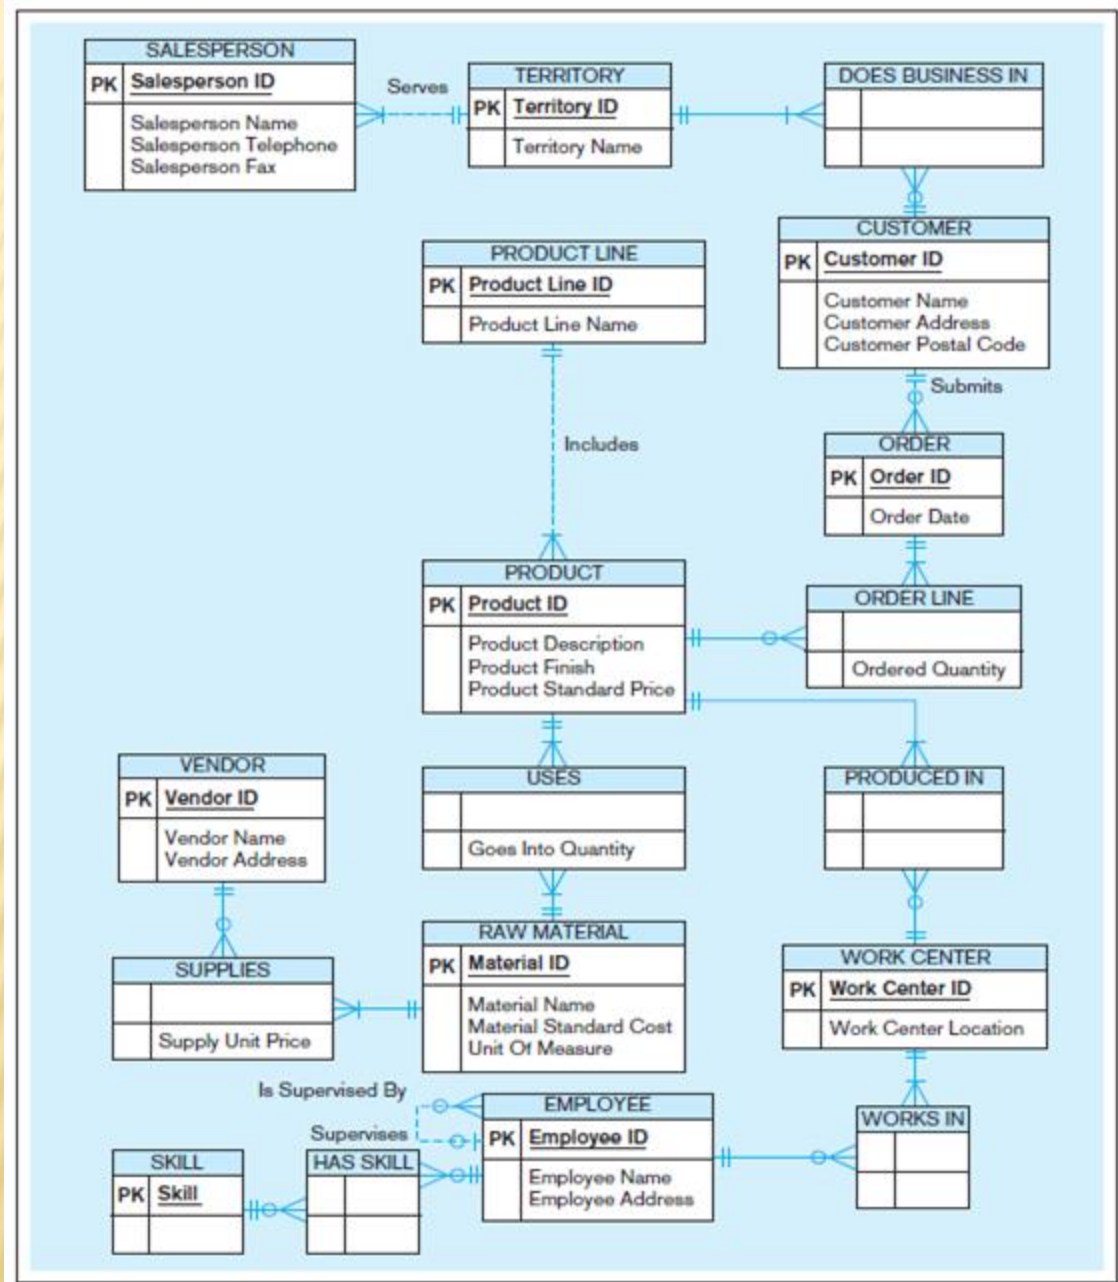 SALESPERSON
PK Salesperson ID
Salesperson Name
Salesperson Telephone
Salesperson Fax
Serves
TERRITORY
PK Territory ID
Territory Name
DOES BUSINESS IN
PRODUCT LINE
PK Product Line ID
Product Line Name
CUSTOMER
PK Customer ID
Customer Name
Customer Address
Customer Postal Code
Submits
Includes
ORDER
PK Order ID
Order Date
PRODUCT
PK Product ID
Product Description
Product Finish
Product Standard Price
ORDER LINE
Ordered Quantity
VENDOR
PK Vendor ID
Vendor Name
Vendor Address
USES
Goes Into Quantity
PRODUCED IN
SUPPLIES
Supply Unit Price
RAW MATERIAL
PK Material ID
Material Name
Material Standard Cost
Unit Of Measure
WORK CENTER
PK Work Center ID
Work Center Location
Is Supervised By
Supervises
EMPLOYEE
PK Employee ID
Employee Name
Employee Address
WORKS IN
SKILL
PK Skill
HAS SKILL